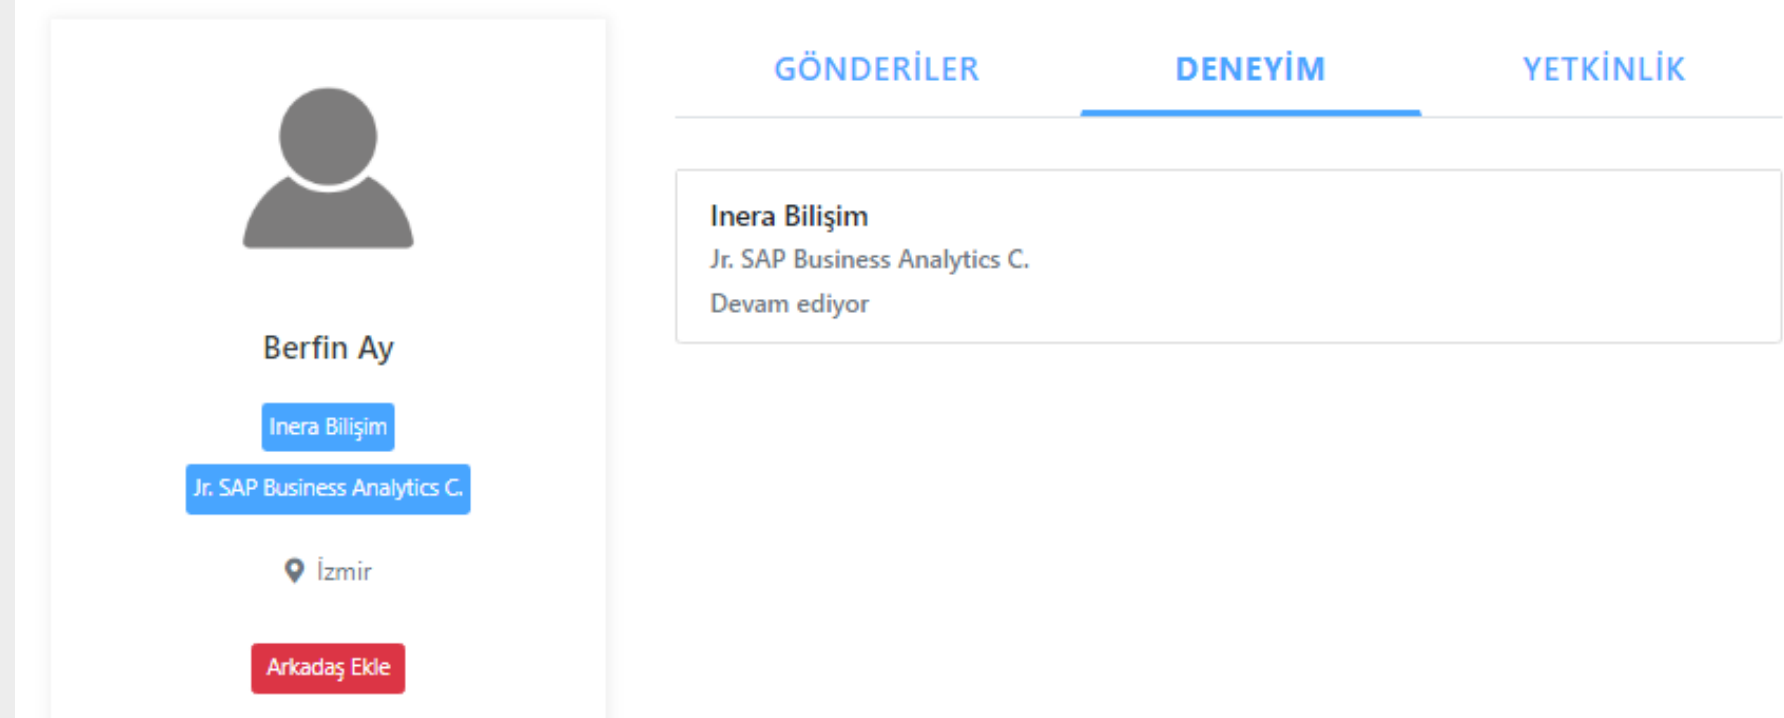 Berfin Ay
Inera Bilişim
Jr. SAP Business Analytics C.
İzmir
Arkadaş Ekle
GÖNDERİLER
DENEYİM
YETKİNLİK
Inera Bilişim
Jr. SAP Business Analytics C.
Devam ediyor